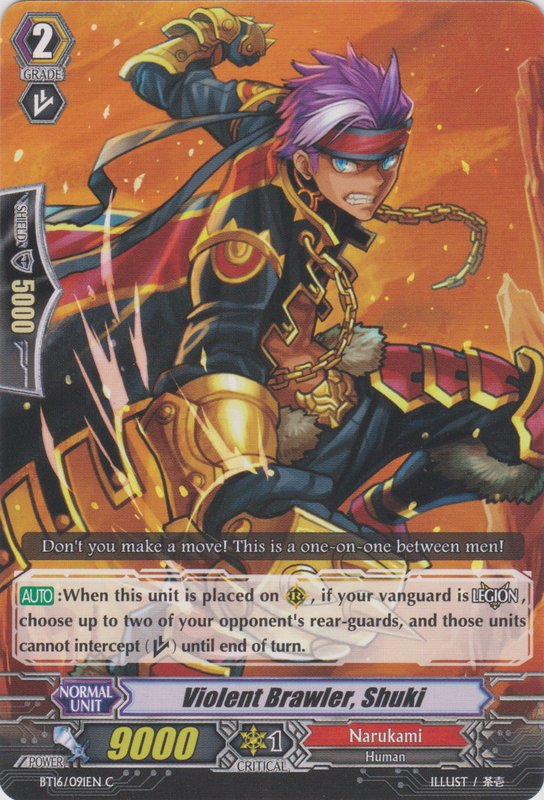 2
GRADE
SHIELD
5000
Don't you make a move! This is a one-on-one between men!
AUTO :When this unit is placed on R , if your vanguard is LEGION ,
choose up to two of your opponent's rear-guards, and those units
cannot intercept ( ) until end of turn.
NORMAL
UNIT
Violent Brawler, Shuki
POWER
9000
1
CRITICAL
Narukami
Human
BT16/091EN C
ILLUST / 茶壱